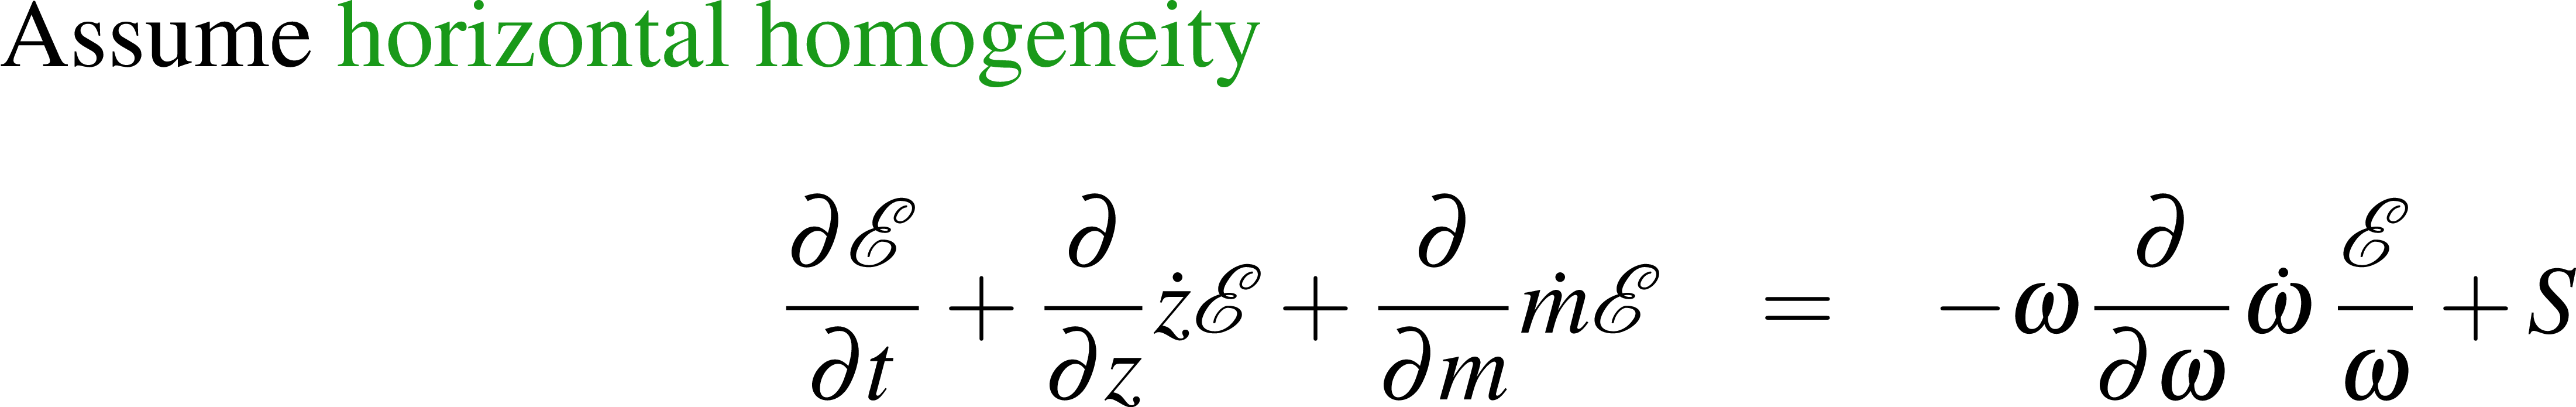 Assume horizontal homogeneity
∂ℰ/∂t + ∂/∂z żℰ + ∂/∂m ṁℰ = −ω ∂/∂ω ω̇ ℰ/ω + S